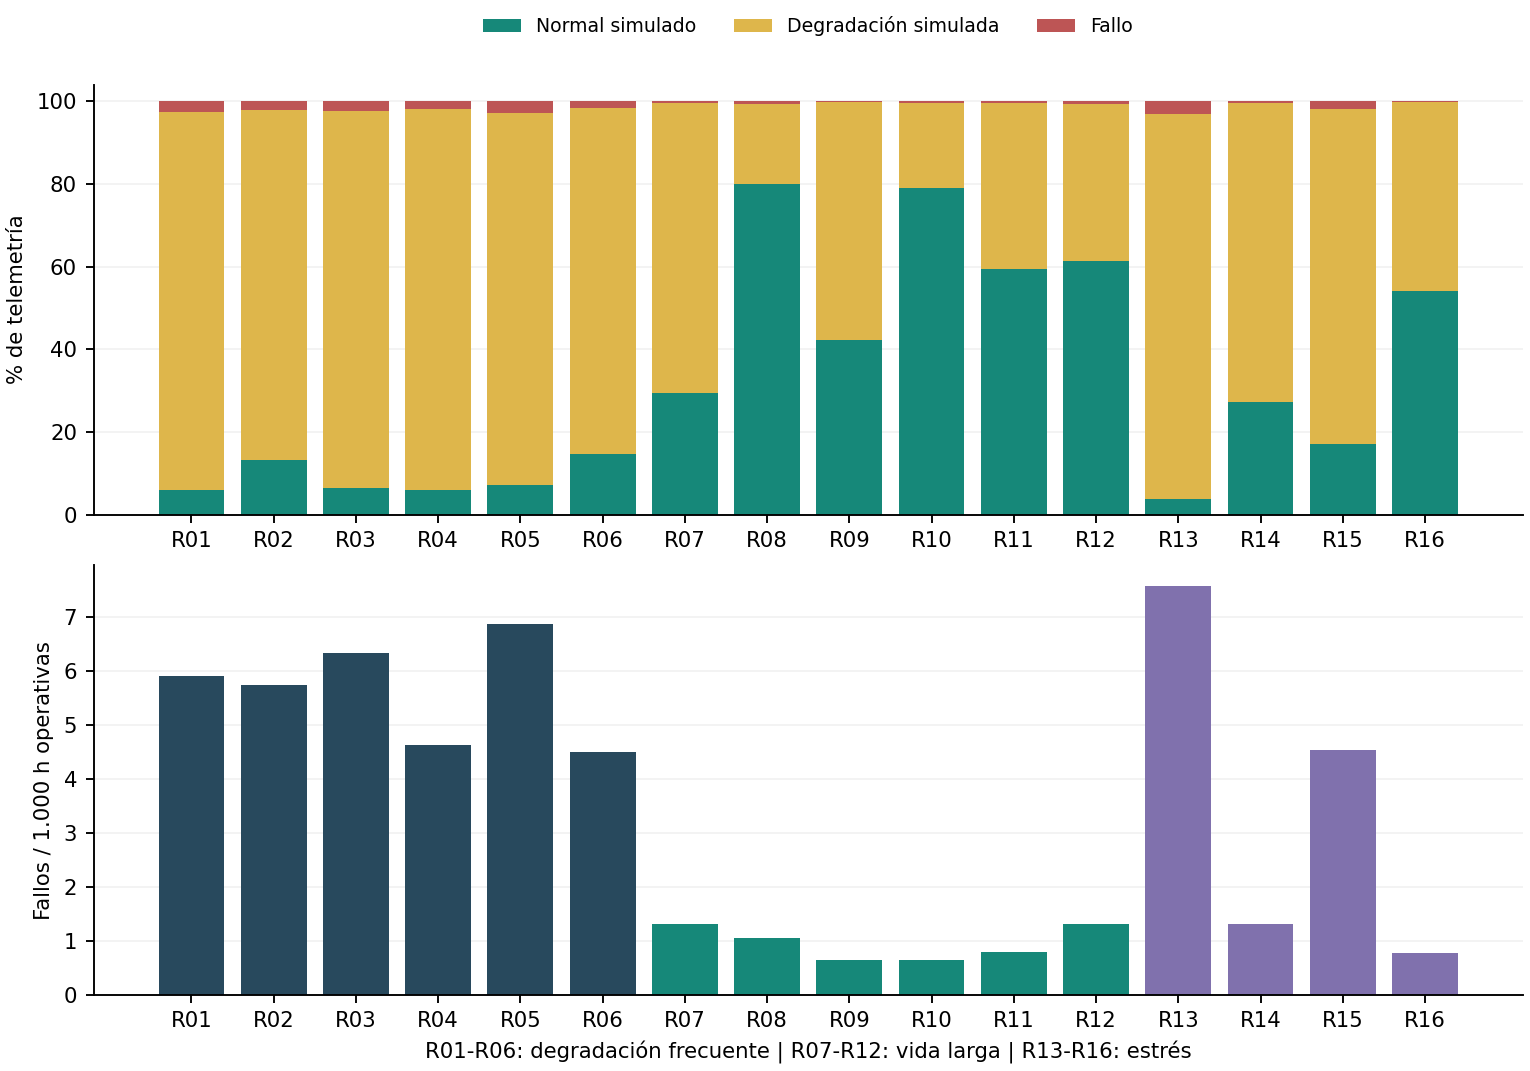 Normal simulado Degradación simulada Fallo
% de telemetría
100
80
60
40
20
0
R01 R02 R03 R04 R05 R06 R07 R08 R09 R10 R11 R12 R13 R14 R15 R16
Fallos / 1.000 h operativas
7
6
5
4
3
2
1
0
R01 R02 R03 R04 R05 R06 R07 R08 R09 R10 R11 R12 R13 R14 R15 R16
R01-R06: degradación frecuente | R07-R12: vida larga | R13-R16: estrés